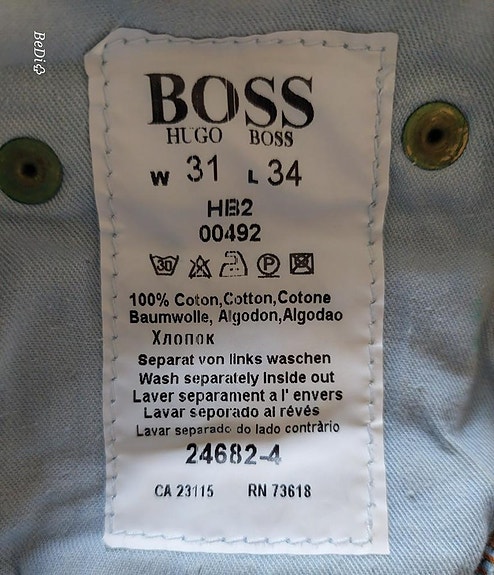 BeDi
BOSS
HUGO BOSS
W 31 L 34
HB2
00492
30 P
100% Coton,Cotton,Cotone
Baumwolle, Algodon,Algodao
Хлопок
Separat von links waschen
Wash separately inside out
Laver separament a l' envers
Lavar seporado al révés
Lavar separado do lado contràrio
24682-4
CA 23115 RN 73618